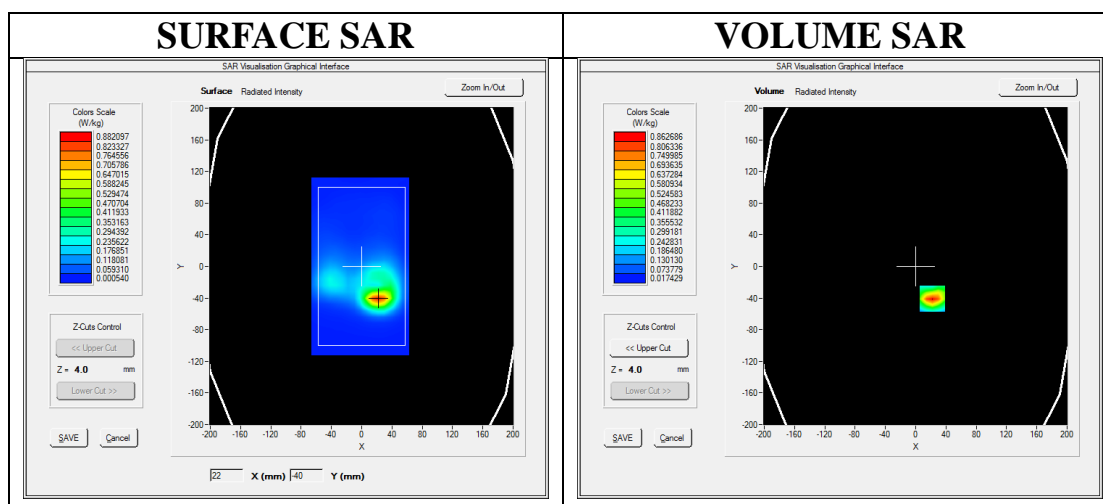 SURFACE SAR
SAR Visualisation Graphical Interface
Surface Radiated Intensity
Zoom In/Out
Colors Scale
(W/kg)
0.882097
0.823327
0.764556
0.705786
0.647015
0.588245
0.529474
0.470704
0.411933
0.353163
0.294392
0.235622
0.176851
0.118081
0.059310
0.000540
Z-Cuts Control
<< Upper Cut
Z = 4.0 mm
Lower Cut >>
SAVE Cancel
200
160
120
80
40
0
-40
-80
-120
-160
-200
Y
-200 -160 -120 -80 -40 0 40 80 120 160 200
X
22 X (mm) -40 Y (mm)
VOLUME SAR
SAR Visualisation Graphical Interface
Volume Radiated Intensity
Zoom In/Out
Colors Scale
(W/kg)
0.862686
0.806336
0.749985
0.693635
0.637284
0.580934
0.524583
0.468233
0.411882
0.355532
0.299181
0.242831
0.186480
0.130130
0.073779
0.017429
Z-Cuts Control
<< Upper Cut
Z = 4.0 mm
Lower Cut >>
SAVE Cancel
200
160
120
80
40
0
-40
-80
-120
-160
-200
Y
-200 -160 -120 -80 -40 0 40 80 120 160 200
X